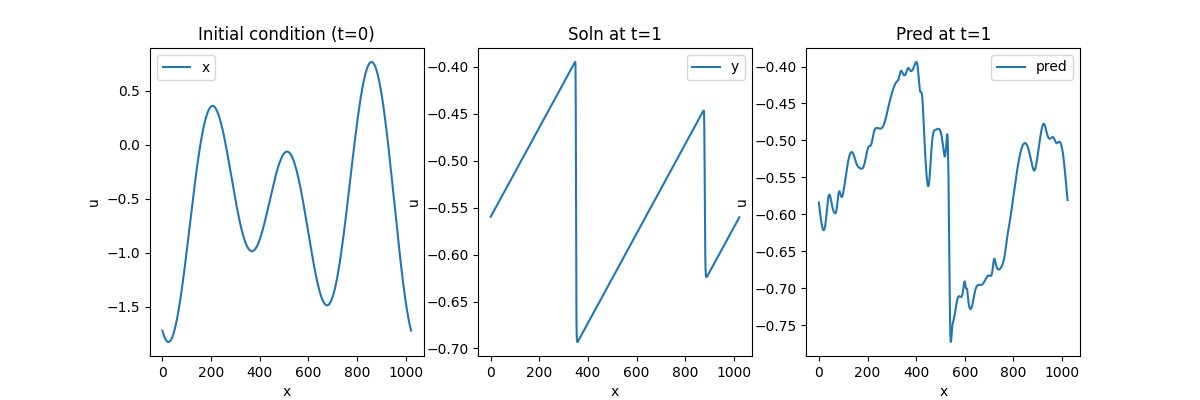 Initial condition (t=0)
x
0.5
0.0
−0.5
−1.0
−1.5
u
0 200 400 600 800 1000
x
Soln at t=1
y
−0.40
−0.45
−0.50
−0.55
−0.60
−0.65
−0.70
u
0 200 400 600 800 1000
x
Pred at t=1
pred
−0.40
−0.45
−0.50
−0.55
−0.60
−0.65
−0.70
−0.75
u
0 200 400 600 800 1000
x